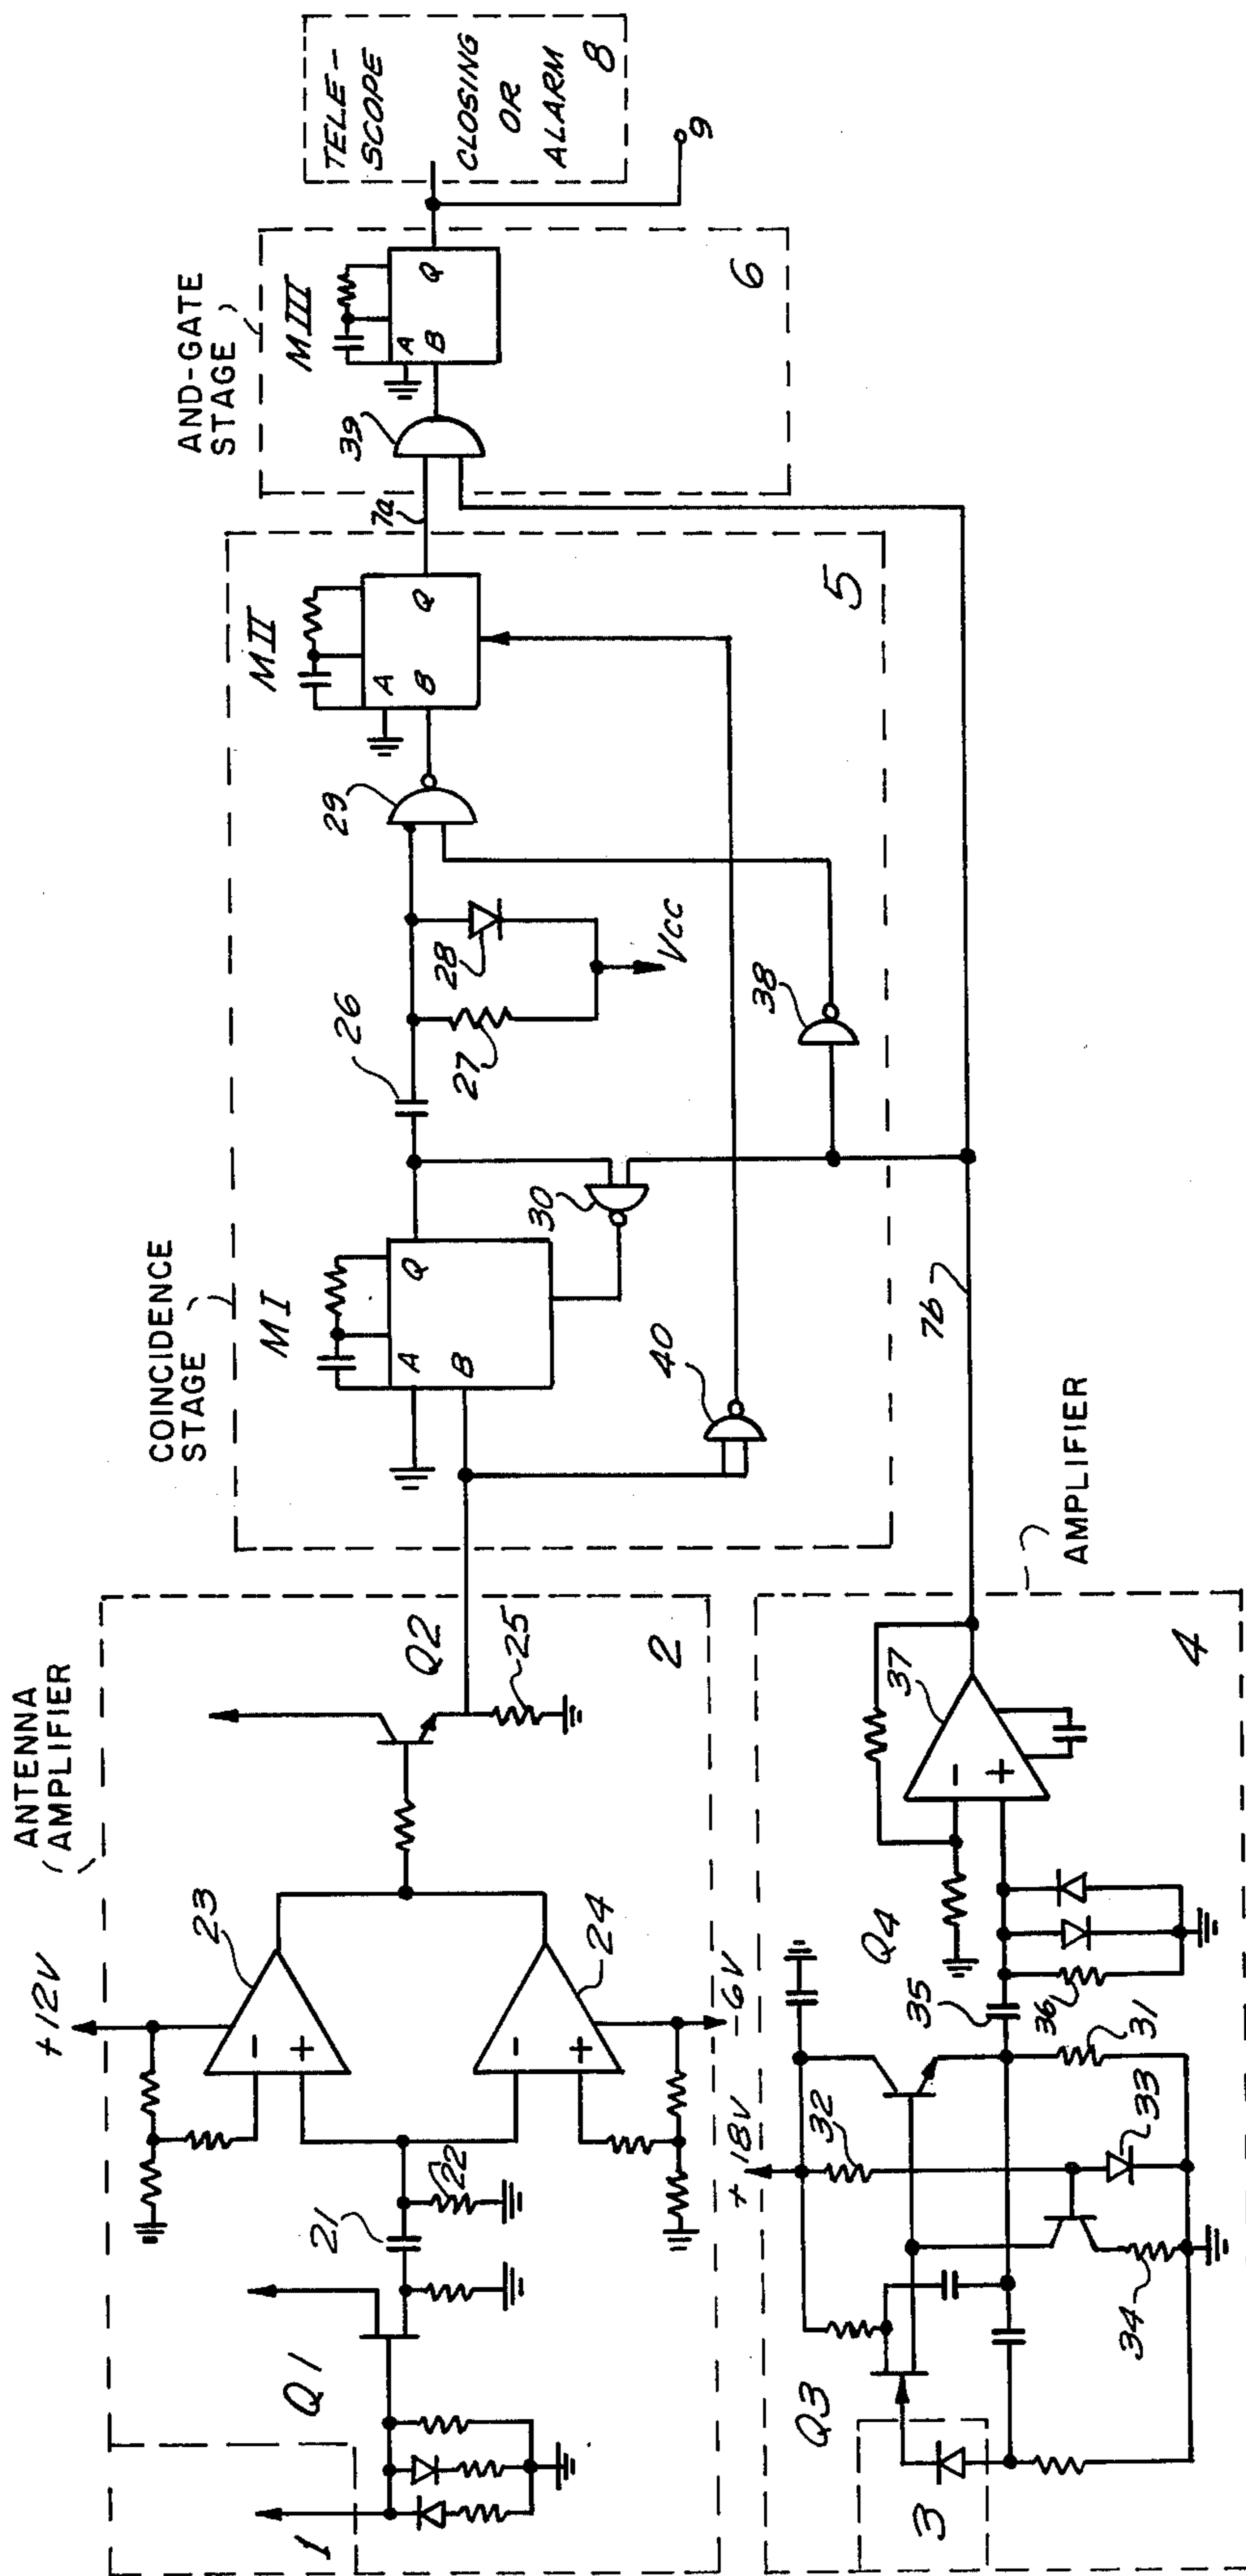 ANTENNA
AMPLIFIER
+12V
23
24
-6V
21
22
Q1
1
Q2
25
2
COINCIDENCE
STAGE
MI
A
B
Q
26
27
28
Vcc
29
30
38
40
5
MII
A
B
Q
7a
7b
AND-GATE
STAGE
39
MIII
A
B
Q
6
TELE-
SCOPE
CLOSING
OR
ALARM
8
9
AMPLIFIER
+18V
Q3
3
32
33
34
31
35
36
Q4
37
4